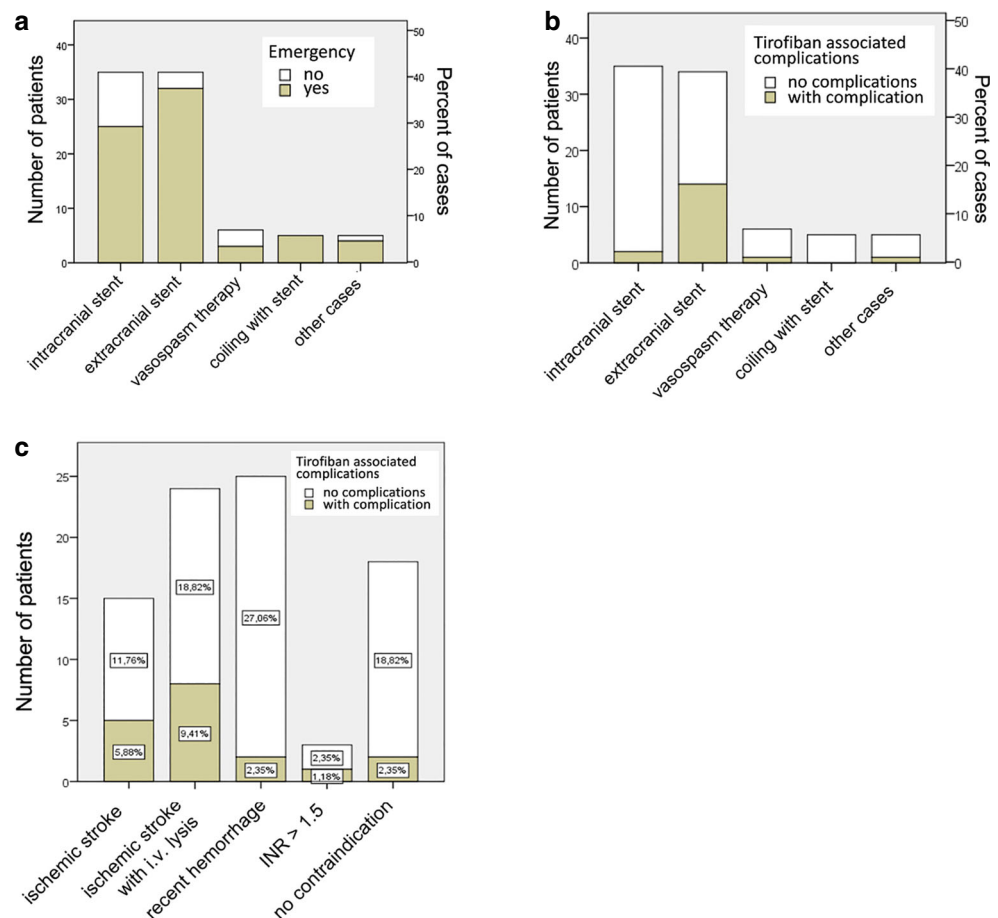 a
Number of patients
40
30
20
10
0
Emergency
no
yes
50
40
30
20
10
0
Percent of cases
intracranial stent
extracranial stent
vasospasm therapy
coiling with stent
other cases
b
Number of patients
40
30
20
10
0
Tirofiban associated
complications
no complications
with complication
50
40
30
20
10
0
Percent of cases
intracranial stent
extracranial stent
vasospasm therapy
coiling with stent
other cases
c
Number of patients
25
20
15
10
5
0
Tirofiban associated
complications
no complications
with complication
11,76%
5,88%
18,82%
9,41%
27,06%
2,35%
2,35%
1,18%
18,82%
2,35%
ischemic stroke
ischemic stroke
with i.v. lysis
recent hemorrhage
INR > 1.5
no contraindication